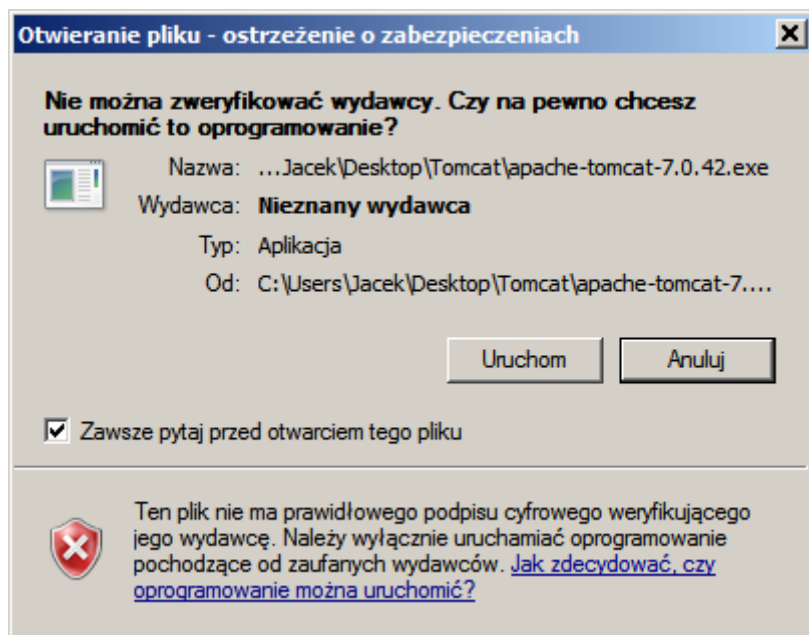 Otwieranie pliku - ostrzeżenie o zabezpieczeniach
Nie można zweryfikować wydawcy. Czy na pewno chcesz
uruchomić to oprogramowanie?
Nazwa: ...Jacek\Desktop\Tomcat\apache-tomcat-7.0.42.exe
Wydawca: Nieznany wydawca
Typ: Aplikacja
Od: C:\Users\Jacek\Desktop\Tomcat\apache-tomcat-7....
Uruchom Anuluj
Zawsze pytaj przed otwarciem tego pliku
Ten plik nie ma prawidłowego podpisu cyfrowego weryfikującego
jego wydawcę. Należy wyłącznie uruchamiać oprogramowanie
pochodzące od zaufanych wydawców. Jak zdecydować, czy
oprogramowanie można uruchomić?